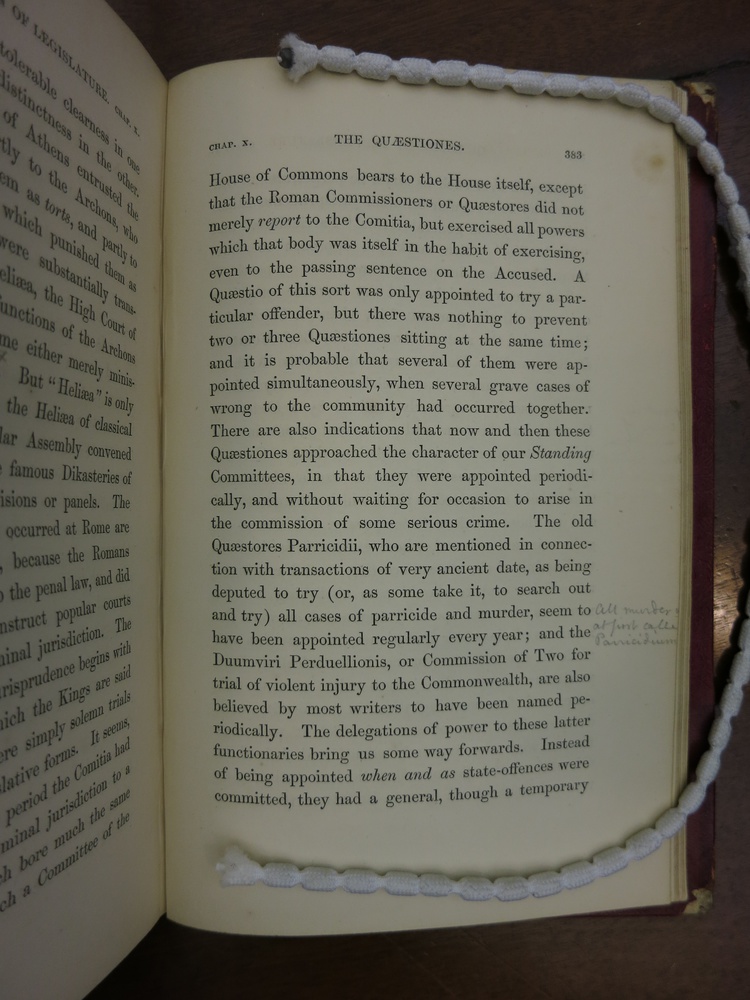 OF LEGISLATURE. CHAP. X.
tolerable clearness in one
distinctness in the other.
of Athens entrusted the
tly to the Archons, who
em as torts, and partly to
which punished them as
were substantially trans-
Heliæa, the High Court of
functions of the Archons
me either merely minis-
But “Heliæa” is only
the Heliæa of classical
lar Assembly convened
famous Dikasteries of
visions or panels. The
occurred at Rome are
, because the Romans
the penal law, and did
nstruct popular courts
minal jurisdiction. The
urisprudence begins with
hich the Kings are said
ere simply solemn trials
slative forms. It seems,
period the Comitia had
minal jurisdiction to a
ch bore much the same
ch a Committee of the
CHAP. X. THE QUÆSTIONES. 383
House of Commons bears to the House itself, except
that the Roman Commissioners or Quæstores did not
merely report to the Comitia, but exercised all powers
which that body was itself in the habit of exercising,
even to the passing sentence on the Accused. A
Quæstio of this sort was only appointed to try a par-
ticular offender, but there was nothing to prevent
two or three Quæstiones sitting at the same time;
and it is probable that several of them were ap-
pointed simultaneously, when several grave cases of
wrong to the community had occurred together.
There are also indications that now and then these
Quæstiones approached the character of our Standing
Committees, in that they were appointed periodi-
cally, and without waiting for occasion to arise in
the commission of some serious crime. The old
Quæstores Parricidii, who are mentioned in connec-
tion with transactions of very ancient date, as being
deputed to try (or, as some take it, to search out
and try) all cases of parricide and murder, seem to
have been appointed regularly every year; and the
Duumviri Perduellionis, or Commission of Two for
trial of violent injury to the Commonwealth, are also
believed by most writers to have been named pe-
riodically. The delegations of power to these latter
functionaries bring us some way forwards. Instead
of being appointed when and as state-offences were
committed, they had a general, though a temporary
All murder
at first calle
Parricidium